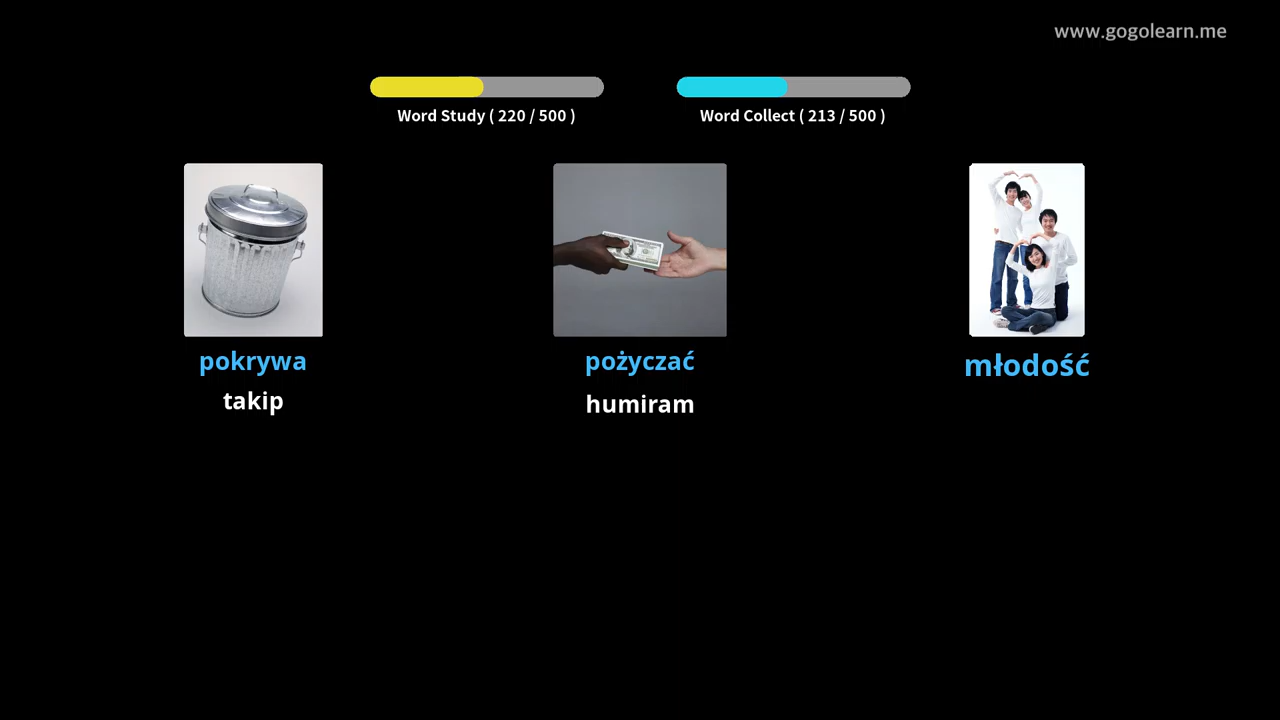 www.gogolearn.me
Word Study ( 220 / 500 )
Word Collect ( 213 / 500 )
pokrywa
takip
pożyczać
humiram
młodość